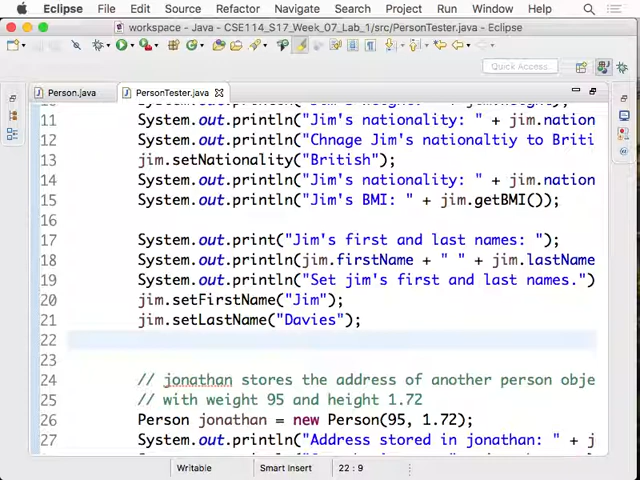 Eclipse File Edit Source Refactor Navigate Search Project Run Window Help
workspace - Java - CSE114_S17_Week_07_Lab_1/src/PersonTester.java - Eclipse
Quick Access
Person.java PersonTester.java
11 System.out.println("Jim's nationality: " + jim.nation
12 System.out.println("Chnage Jim's nationaltiy to Briti
13 jim.setNationality("British");
14 System.out.println("Jim's nationality: " + jim.nation
15 System.out.println("Jim's BMI: " + jim.getBMI());
16
17 System.out.print("Jim's first and last names: ");
18 System.out.println(jim.firstName + " " + jim.lastName
19 System.out.println("Set jim's first and last names.")
20 jim.setFirstName("Jim");
21 jim.setLastName("Davies");
22
23
24 // jonathan stores the address of another person obje
25 // with weight 95 and height 1.72
26 Person jonathan = new Person(95, 1.72);
27 System.out.println("Address stored in jonathan: " + j
Writable Smart Insert 22 : 9